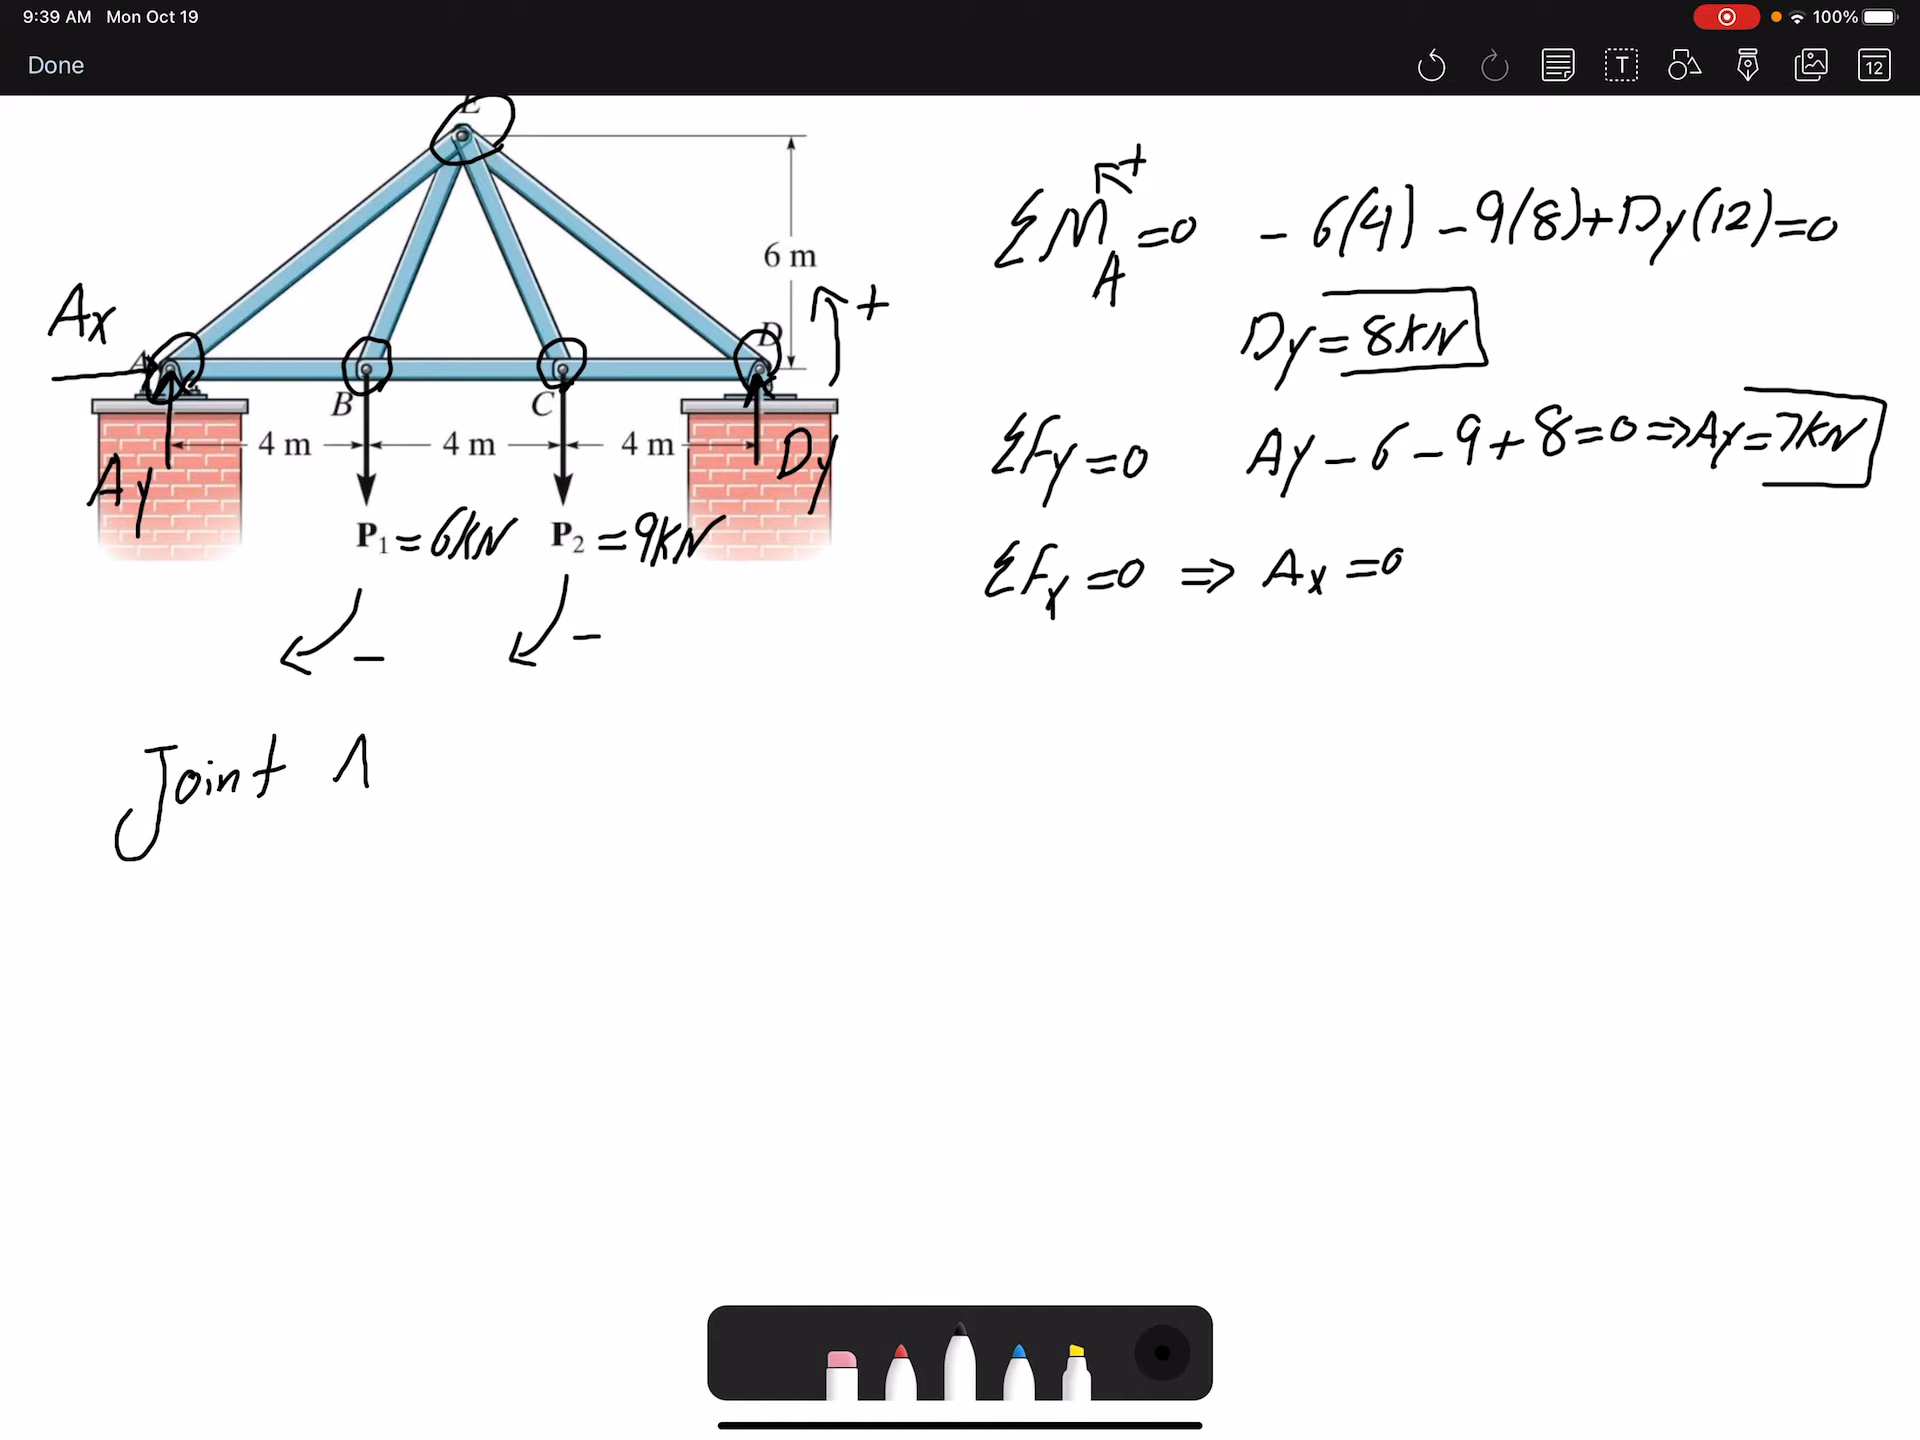 9:39 AM Mon Oct 19
100%
Done
T
12
E
6 m
Ax
+
A
D
B
C
4 m
4 m
4 m
Ay
Dy
P1 = 6KN
P2 = 9KN
-
-
ΣMA=0 + - 6(4) - 9(8) + Dy(12)=0
Dy = 8KN
ΣFy=0 Ay - 6 - 9 + 8 = 0 ⇒ Ay = 7KN
ΣFx=0 ⇒ Ax = 0
Joint